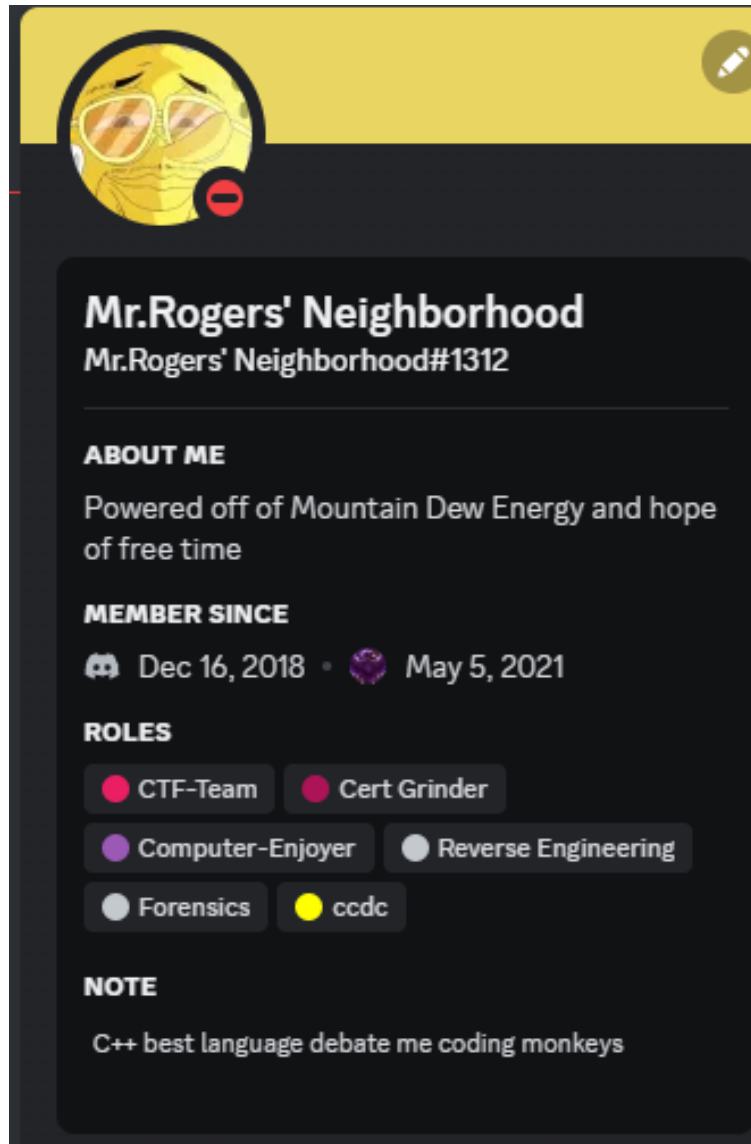 Mr.Rogers' Neighborhood
Mr.Rogers' Neighborhood#1312
ABOUT ME
Powered off of Mountain Dew Energy and hope
of free time
MEMBER SINCE
Dec 16, 2018 • May 5, 2021
ROLES
CTF-Team Cert Grinder
Computer-Enjoyer Reverse Engineering
Forensics ccdc
NOTE
C++ best language debate me coding monkeys